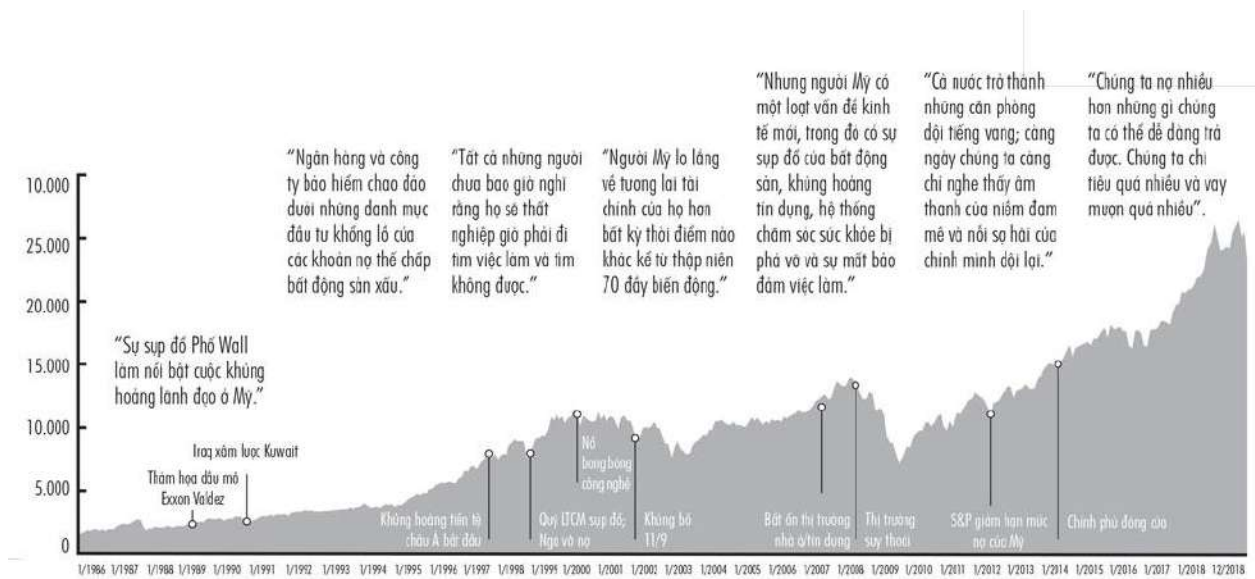 “Ngân hàng và công
ty bảo hiểm chao đảo
dưới những danh mục
đầu tư khổng lồ của
các khoản nợ thế chấp
bất động sản xấu.”
“Tất cả những người
chưa bao giờ nghĩ
rằng họ sẽ thất
nghiệp giờ phải đi
tìm việc làm và tìm
không được.”
“Người Mỹ lo lắng
về tương lai tài
chính của họ hơn
bất kỳ thời điểm nào
khác kể từ thập niên
70 đầy biến động.”
“Nhưng người Mỹ có
một loạt vấn đề kinh
tế mới, trong đó có sự
sụp đổ của bất động
sản, khủng hoảng
tín dụng, hệ thống
chăm sóc sức khỏe bị
phá vỡ và sự mất bảo
đảm việc làm.”
“Cả nước trở thành
những căn phòng
dội tiếng vang; càng
ngày chúng ta càng
chỉ nghe thấy âm
thanh của niềm đam
mê và nỗi sợ hãi của
chính mình dội lại.”
“Chúng ta nợ nhiều
hơn những gì chúng
ta có thể dễ dàng trả
được. Chúng ta chi
tiêu quá nhiều và vay
mượn quá nhiều”.
“Sự sụp đổ Phố Wall
làm nổi bật cuộc khủng
hoảng lãnh đạo ở Mỹ.”
10.000
25.000
20.000
15.000
10.000
5.000
0
Iraq xâm lược Kuwait
Thảm họa dầu mỏ
Exxon Valdez
Khủng hoảng tiền tệ
châu Á bắt đầu
Quỹ LTCM sụp đổ;
Nga vỡ nợ
Nổ
bong bóng
công nghệ
Khủng bố
11/9
Bất ổn thị trường
nhà ở/tín dụng
Thị trường
suy thoái
S&P giảm hạn mức
nợ của Mỹ
Chính phủ đóng cửa
1/1986 1/1987 1/1988 1/1989 1/1990 1/1991 1/1992 1/1993 1/1994 1/1995 1/1996 1/1997 1/1998 1/1999 1/2000 1/2001 1/2002 1/2003 1/2004 1/2005 1/2006 1/2007 1/2008 1/2009 1/2010 1/2011 1/2012 1/2013 1/2014 1/2015 1/2016 1/2017 1/2018 12/2018